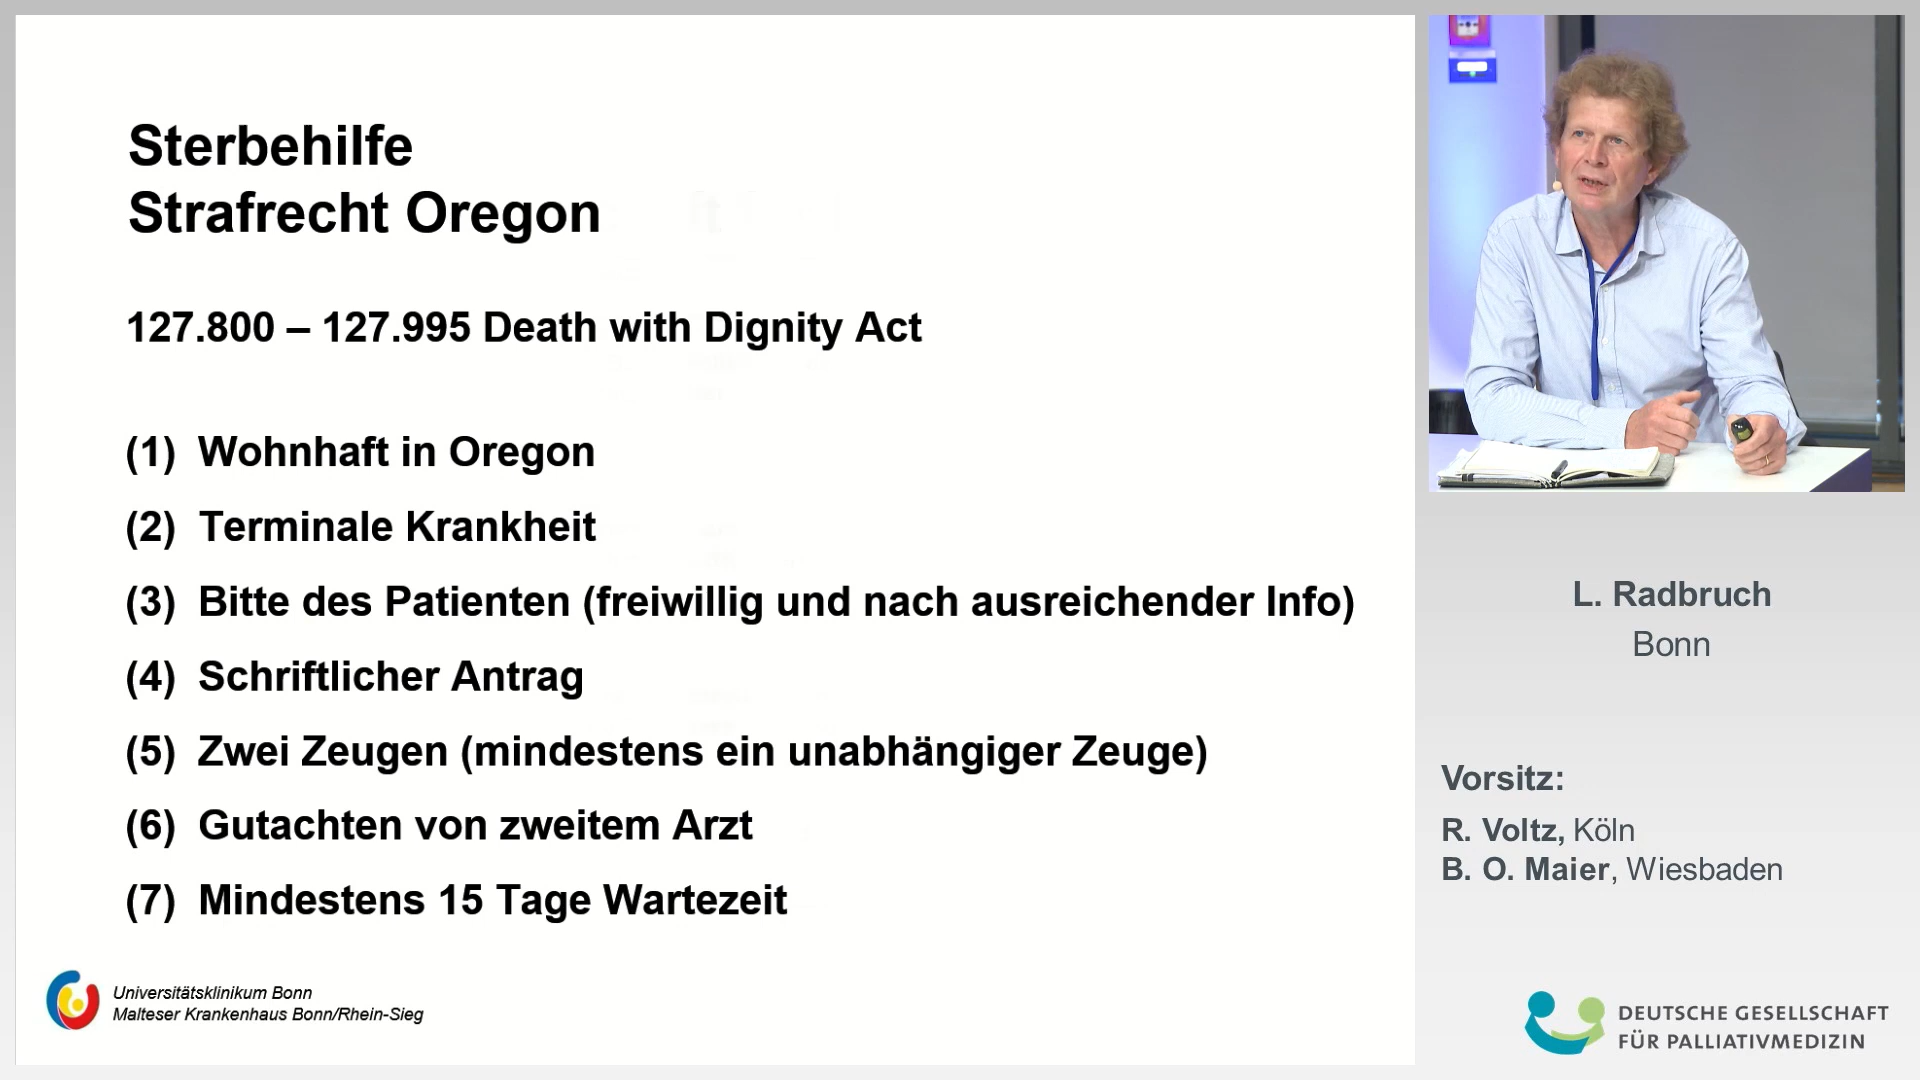 Sterbehilfe
Strafrecht Oregon
127.800 – 127.995 Death with Dignity Act
(1) Wohnhaft in Oregon
(2) Terminale Krankheit
(3) Bitte des Patienten (freiwillig und nach ausreichender Info)
(4) Schriftlicher Antrag
(5) Zwei Zeugen (mindestens ein unabhängiger Zeuge)
(6) Gutachten von zweitem Arzt
(7) Mindestens 15 Tage Wartezeit
Universitätsklinikum Bonn
Malteser Krankenhaus Bonn/Rhein-Sieg
L. Radbruch
Bonn
Vorsitz:
R. Voltz, Köln
B. O. Maier, Wiesbaden
DEUTSCHE GESELLSCHAFT
FÜR PALLIATIVMEDIZIN